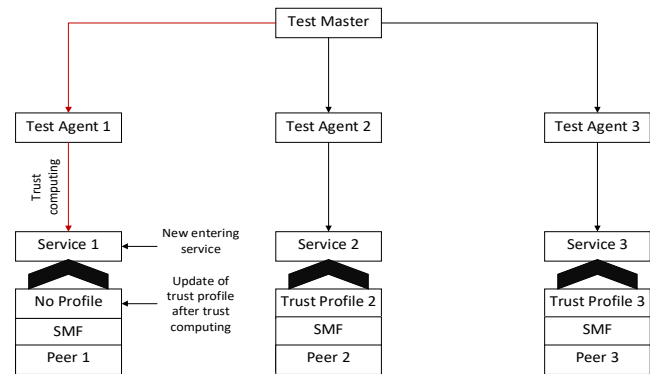 Test Master
Test Agent 1
Test Agent 2
Test Agent 3
Trust
computing
Service 1
New entering
service
Service 2
Service 3
No Profile
Update of
trust profile
after trust
computing
Trust Profile 2
Trust Profile 3
SMF
SMF
SMF
Peer 1
Peer 2
Peer 3